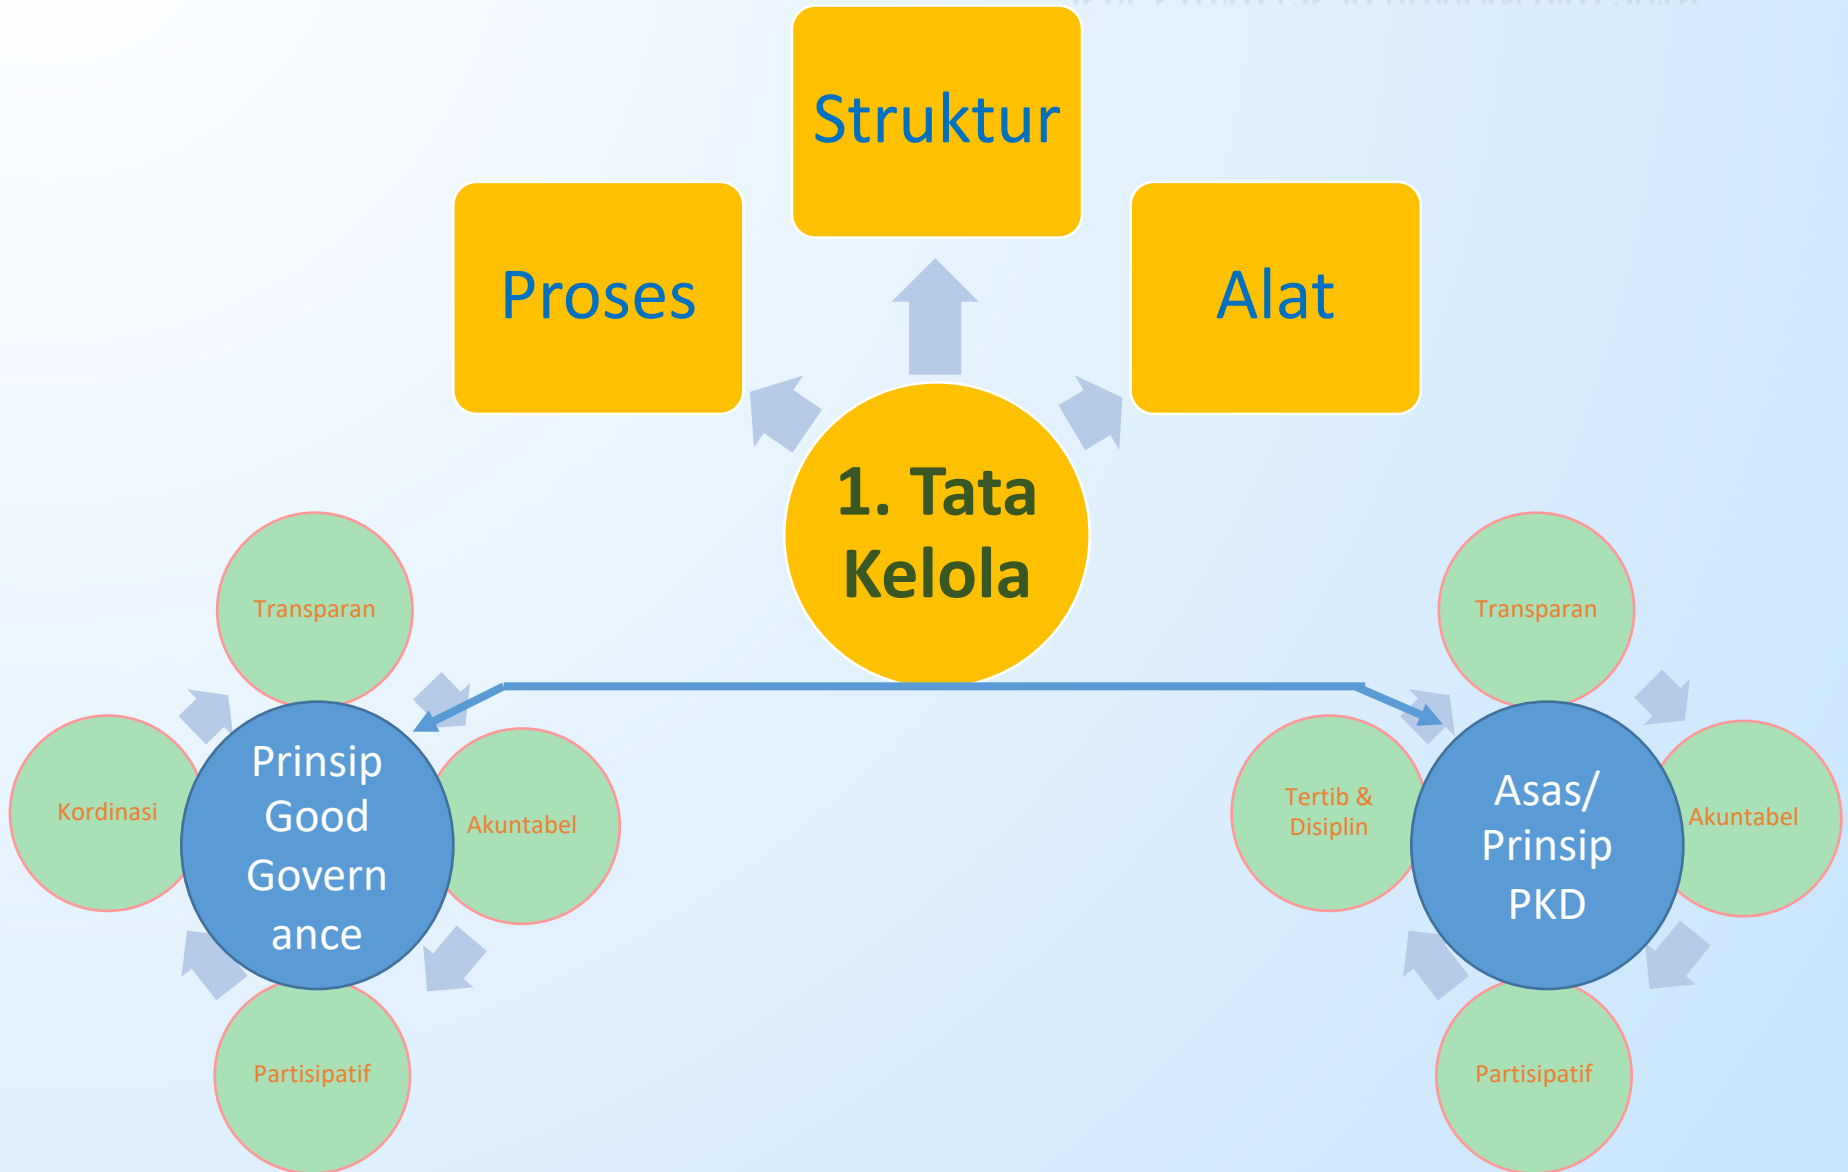 Struktur
Proses
Alat
1. Tata
Kelola
Transparan
Kordinasi
Prinsip
Good
Govern
ance
Akuntabel
Partisipatif
Transparan
Tertib &
Disiplin
Asas/
Prinsip
PKD
Akuntabel
Partisipatif